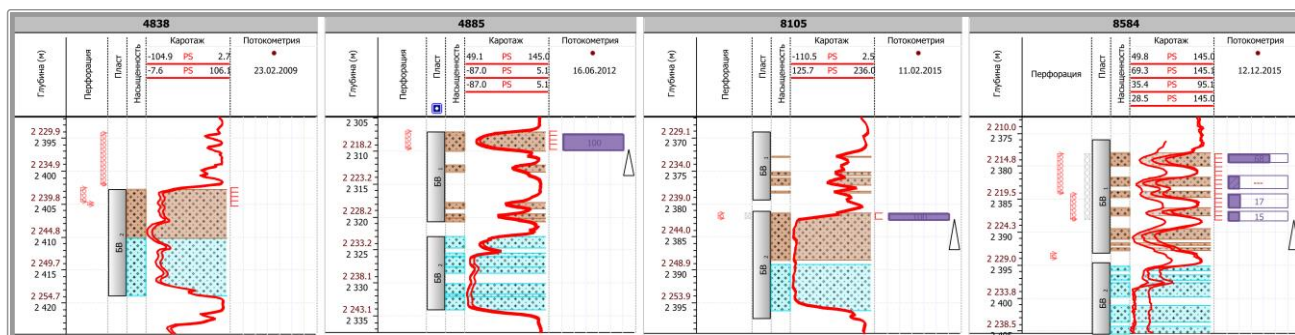 4838
Глубина (м)
Перфорация
Пласт
Насыщенность
Каротаж
Потокометрия
-104.9 PS 2.7
-7.6 PS 106.1
23.02.2009
2 229.9
2 395
2 234.9
2 400
2 239.8
2 405
2 244.8
2 410
2 249.7
2 415
2 254.7
2 420
БВ 2
4885
Глубина (м)
Перфорация
Пласт
Насыщенность
Каротаж
Потокометрия
49.1 PS 145.0
-87.0 PS 5.1
-87.0 PS 5.1
16.06.2012
2 305
2 218.2
2 310
2 223.2
2 315
2 228.2
2 320
2 233.2
2 325
2 238.1
2 330
2 243.1
2 335
БВ 1
БВ 2
100
8105
Глубина (м)
Перфорация
Пласт
Насыщенность
Каротаж
Потокометрия
-110.5 PS 2.5
125.7 PS 236.0
11.02.2015
2 229.1
2 370
2 234.0
2 375
2 239.0
2 380
2 244.0
2 385
2 248.9
2 390
2 253.9
2 395
БВ 1
БВ 2
100
8584
Глубина (м)
Перфорация
Пласт
Насыщенность
Каротаж
Потокометрия
49.8 PS 145.0
69.3 PS 145.1
35.4 PS 95.1
28.5 PS 145.0
12.12.2015
2 210.0
2 375
2 214.8
2 380
2 219.5
2 385
2 224.3
2 390
2 229.0
2 395
2 233.8
2 400
2 238.5
БВ 1
БВ 2
68
---
17
15